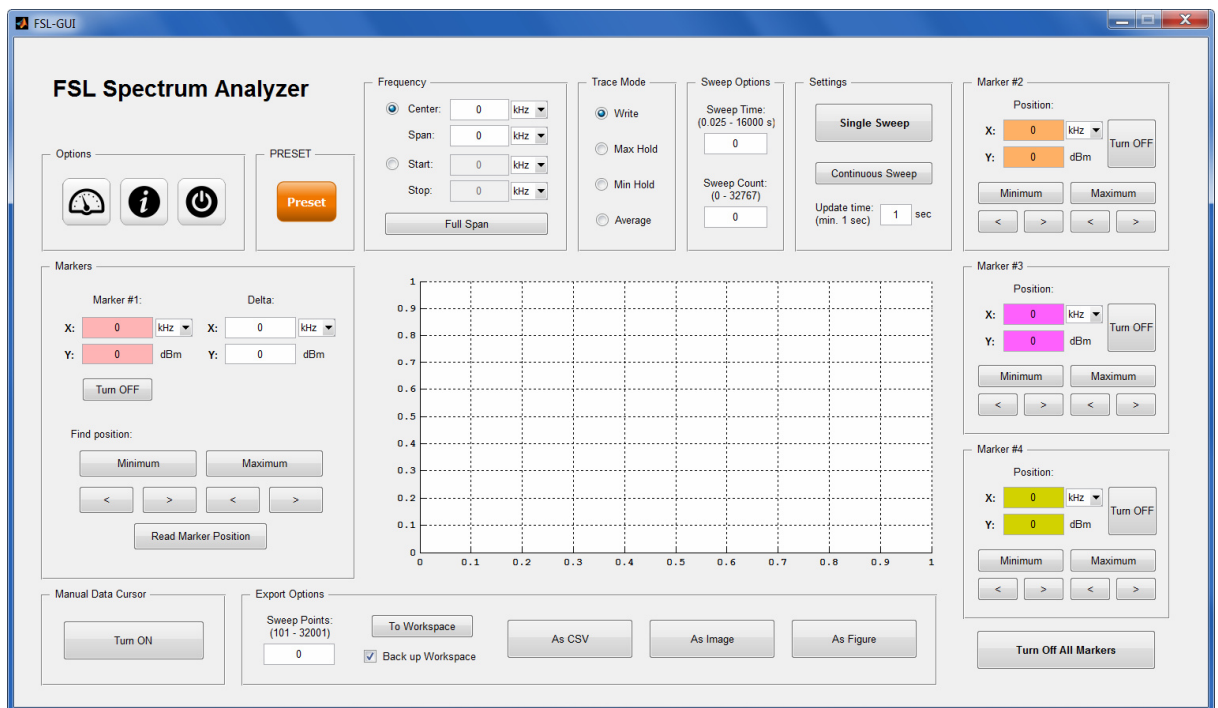 FSL-GUI
FSL Spectrum Analyzer
Options
PRESET
Preset
Frequency
Center: 0 kHz
Span: 0 kHz
Start: 0 kHz
Stop: 0 kHz
Full Span
Trace Mode
Write
Max Hold
Min Hold
Average
Sweep Options
Sweep Time:
(0.025 - 16000 s)
0
Sweep Count:
(0 - 32767)
0
Settings
Single Sweep
Continuous Sweep
Update time:
(min. 1 sec) 1 sec
Marker #2
Position:
X: 0 kHz
Y: 0 dBm
Turn OFF
Minimum Maximum
< > < >
Markers
Marker #1: Delta:
X: 0 kHz X: 0 kHz
Y: 0 dBm Y: 0 dBm
Turn OFF
Find position:
Minimum Maximum
< > < >
Read Marker Position
1
0.9
0.8
0.7
0.6
0.5
0.4
0.3
0.2
0.1
0
0 0.1 0.2 0.3 0.4 0.5 0.6 0.7 0.8 0.9 1
Marker #3
Position:
X: 0 kHz
Y: 0 dBm
Turn OFF
Minimum Maximum
< > < >
Marker #4
Position:
X: 0 kHz
Y: 0 dBm
Turn OFF
Minimum Maximum
< > < >
Manual Data Cursor
Turn ON
Export Options
Sweep Points:
(101 - 32001)
0
To Workspace
Back up Workspace
As CSV
As Image
As Figure
Turn Off All Markers